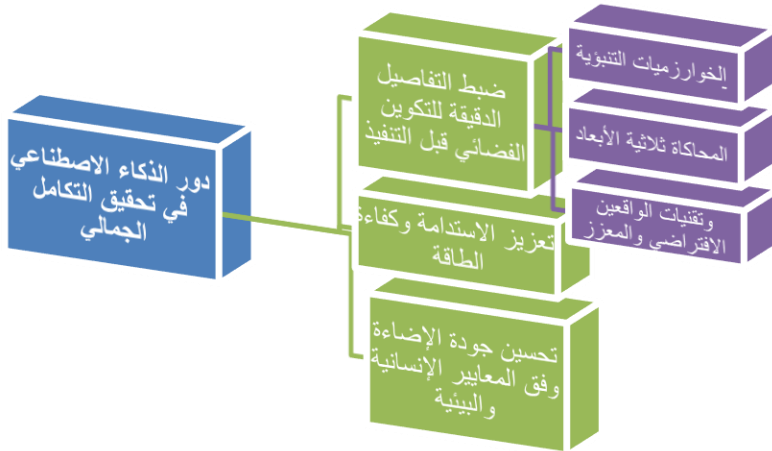 دور الذكاء الاصطناعي
في تحقيق التكامل
الجمالي
ضبط التفاصيل
الدقيقة للتكوين
الفضائي قبل التنفيذ
الخوارزميات التنبؤية
المحاكاة ثلاثية الأبعاد
وتقنيات الواقعين
الافتراضي والمعزز
تعزيز الاستدامة وكفاءة
الطاقة
تحسين جودة الإضاءة
وفق المعايير الإنسانية
والبيئية